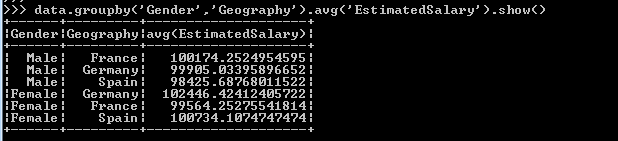 >>> data.groupby('Gender','Geography').avg('EstimatedSalary').show()
+------+---------+--------------------+
|Gender|Geography|avg(EstimatedSalary)|
+------+---------+--------------------+
|  Male|   France|   100174.2524954595|
|  Male|  Germany|   99905.03395896652|
|  Male|    Spain|   98425.68768011522|
|Female|  Germany|  102446.42412405722|
|Female|   France|   99564.25275541814|
|Female|    Spain|   100734.1074747474|
+------+---------+--------------------+